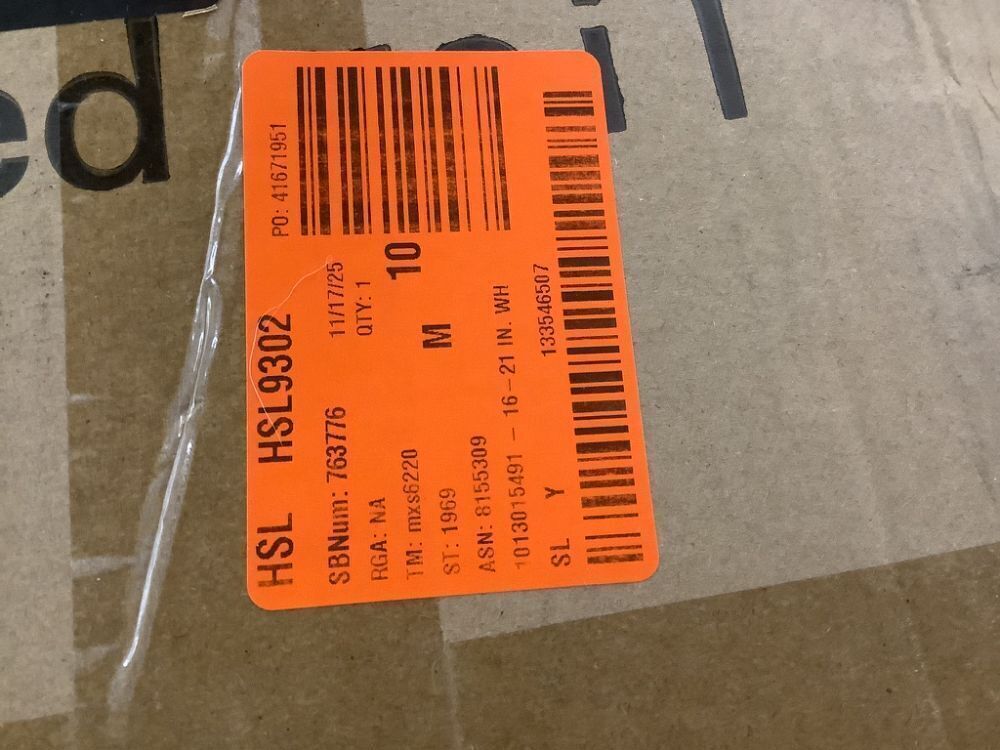 HSL HSL9302
PO: 41671951
SBNum: 763776 11/17/25
RGA: NA QTY: 1
TM: mxs6220 10
ST: 1969 M
ASN: 8155309
1013015491 - 16-21 IN. WH
SL Y 133546507
ed